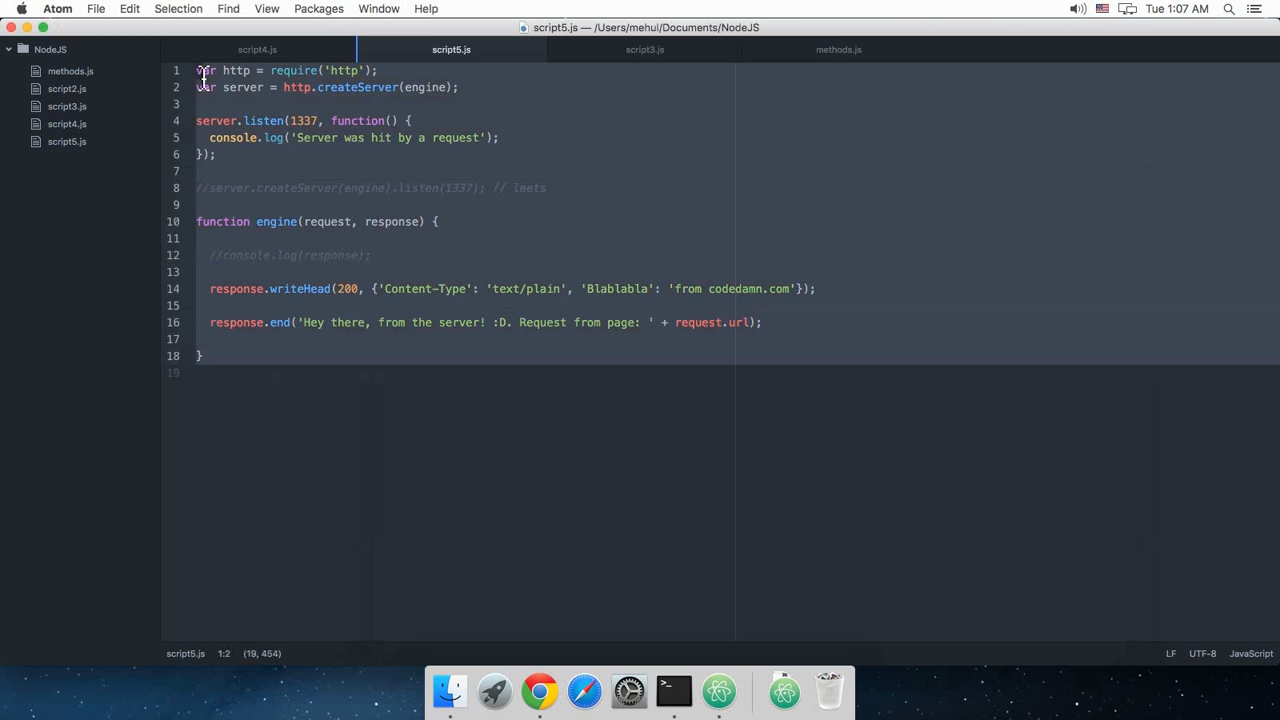 Atom File Edit Selection Find View Packages Window Help Tue 1:07 AM
script5.js — /Users/mehul/Documents/NodeJS
NodeJS
methods.js
script2.js
script3.js
script4.js
script5.js
script4.js script5.js script3.js methods.js
1 var http = require('http');
2 var server = http.createServer(engine);
3
4 server.listen(1337, function() {
5 console.log('Server was hit by a request');
6 });
7
8 //server.createServer(engine).listen(1337); // leets
9
10 function engine(request, response) {
11
12 //console.log(response);
13
14 response.writeHead(200, {'Content-Type': 'text/plain', 'Blablabla': 'from codedamn.com'});
15
16 response.end('Hey there, from the server! :D. Request from page: ' + request.url);
17
18 }
19
script5.js 1:2 (19, 454) LF UTF-8 JavaScript